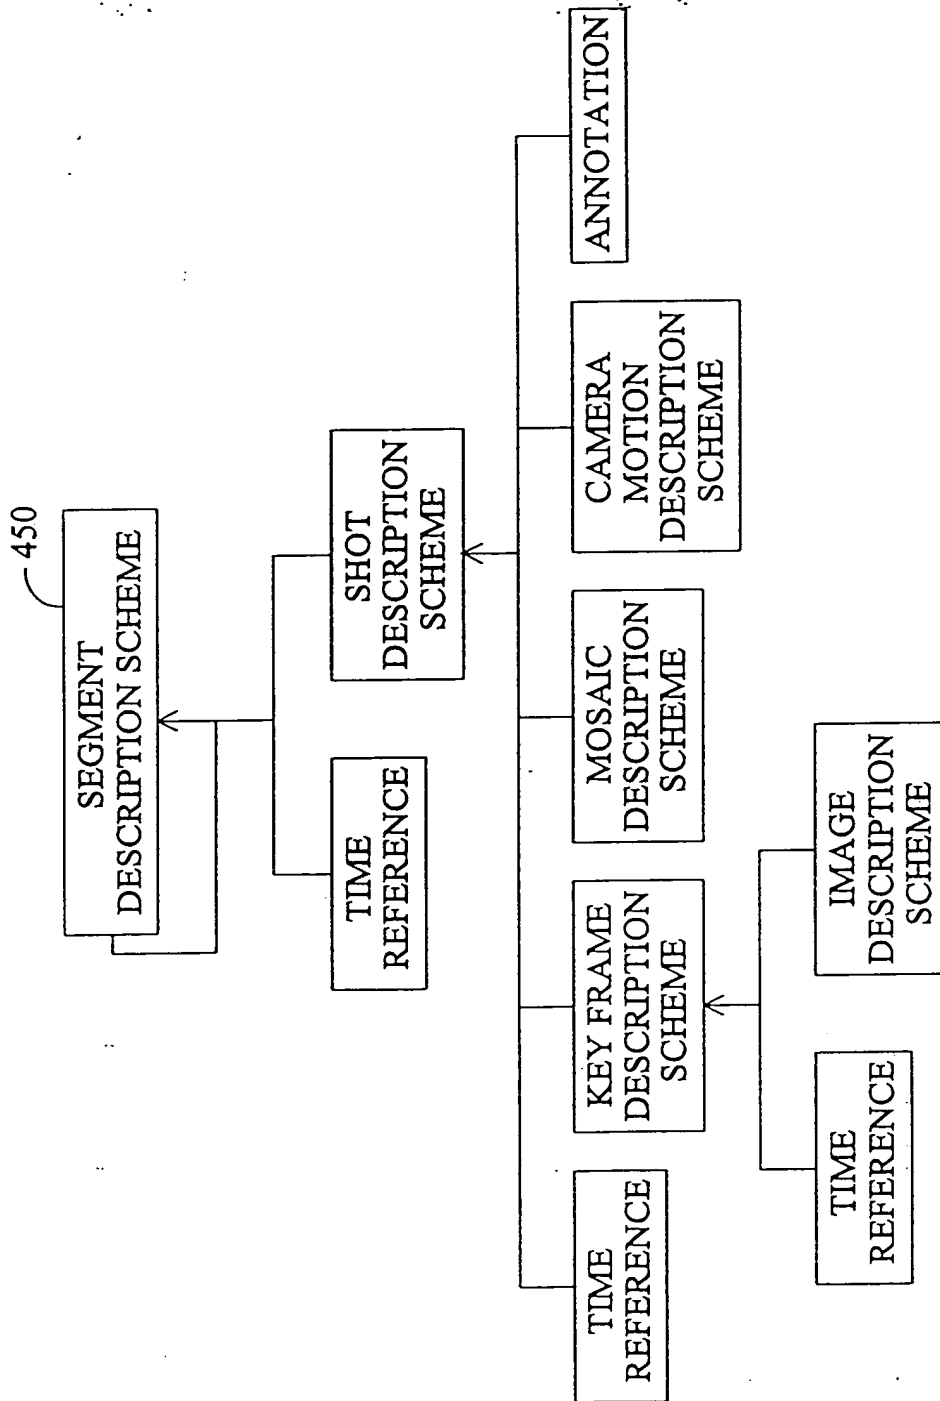 450
SEGMENT
DESCRIPTION SCHEME
TIME
REFERENCE
SHOT
DESCRIPTION
SCHEME
TIME
REFERENCE
KEY FRAME
DESCRIPTION
SCHEME
MOSAIC
DESCRIPTION
SCHEME
CAMERA
MOTION
DESCRIPTION
SCHEME
ANNOTATION
TIME
REFERENCE
IMAGE
DESCRIPTION
SCHEME